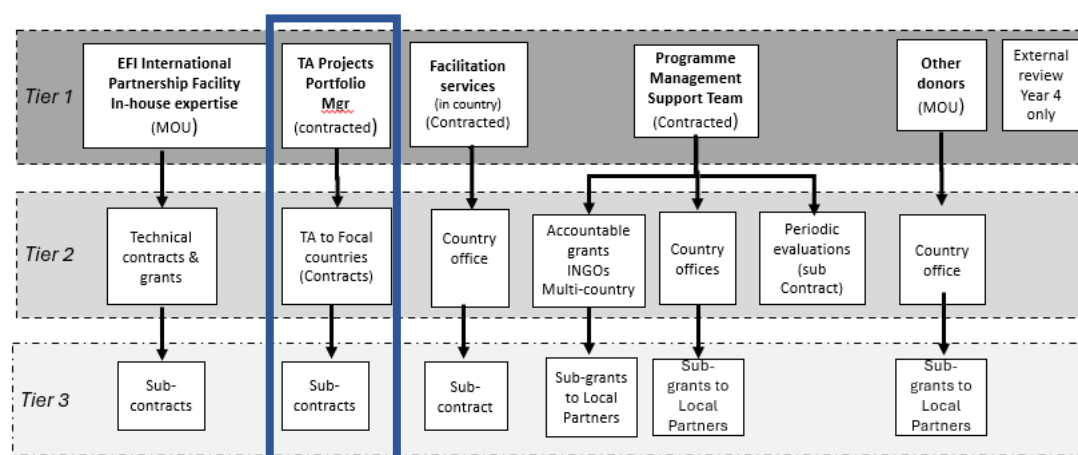 Tier 1
EFI International
Partnership Facility
In-house expertise
(MOU)
TA Projects
Portfolio
Mgr
(contracted)
Facilitation
services
(in country)
(Contracted)
Programme
Management
Support Team
(Contracted)
Other
donors
(MOU)
External
review
Year 4
only
Tier 2
Technical
contracts &
grants
TA to Focal
countries
(Contracts)
Country
office
Accountable
grants
INGOs
Multi-country
Country
offices
Periodic
evaluations
(sub
Contract)
Country
office
Tier 3
Sub-
contracts
Sub-
contracts
Sub-
contract
Sub-grants
to Local
Partners
Sub-
grants to
Local
Partners
Sub-
grants to
Local
Partners